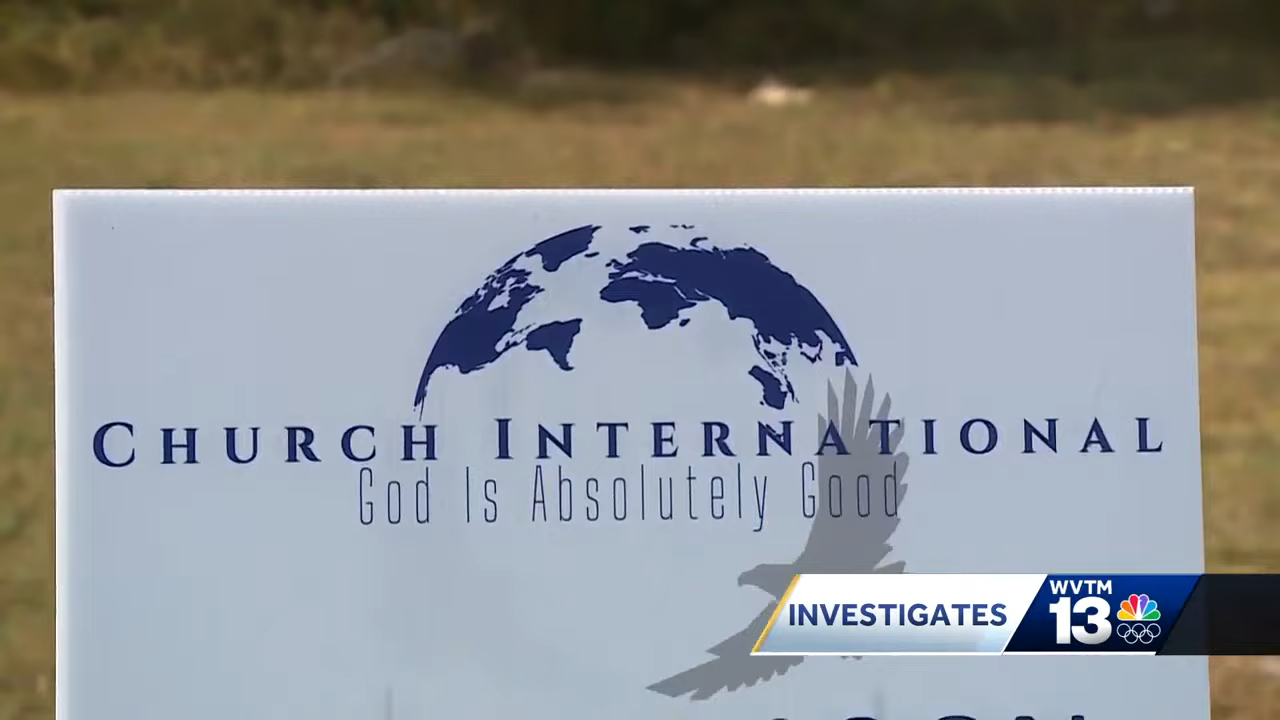 CHURCH INTERNATIONAL
God Is Absolutely Good
INVESTIGATES
WVTM
13